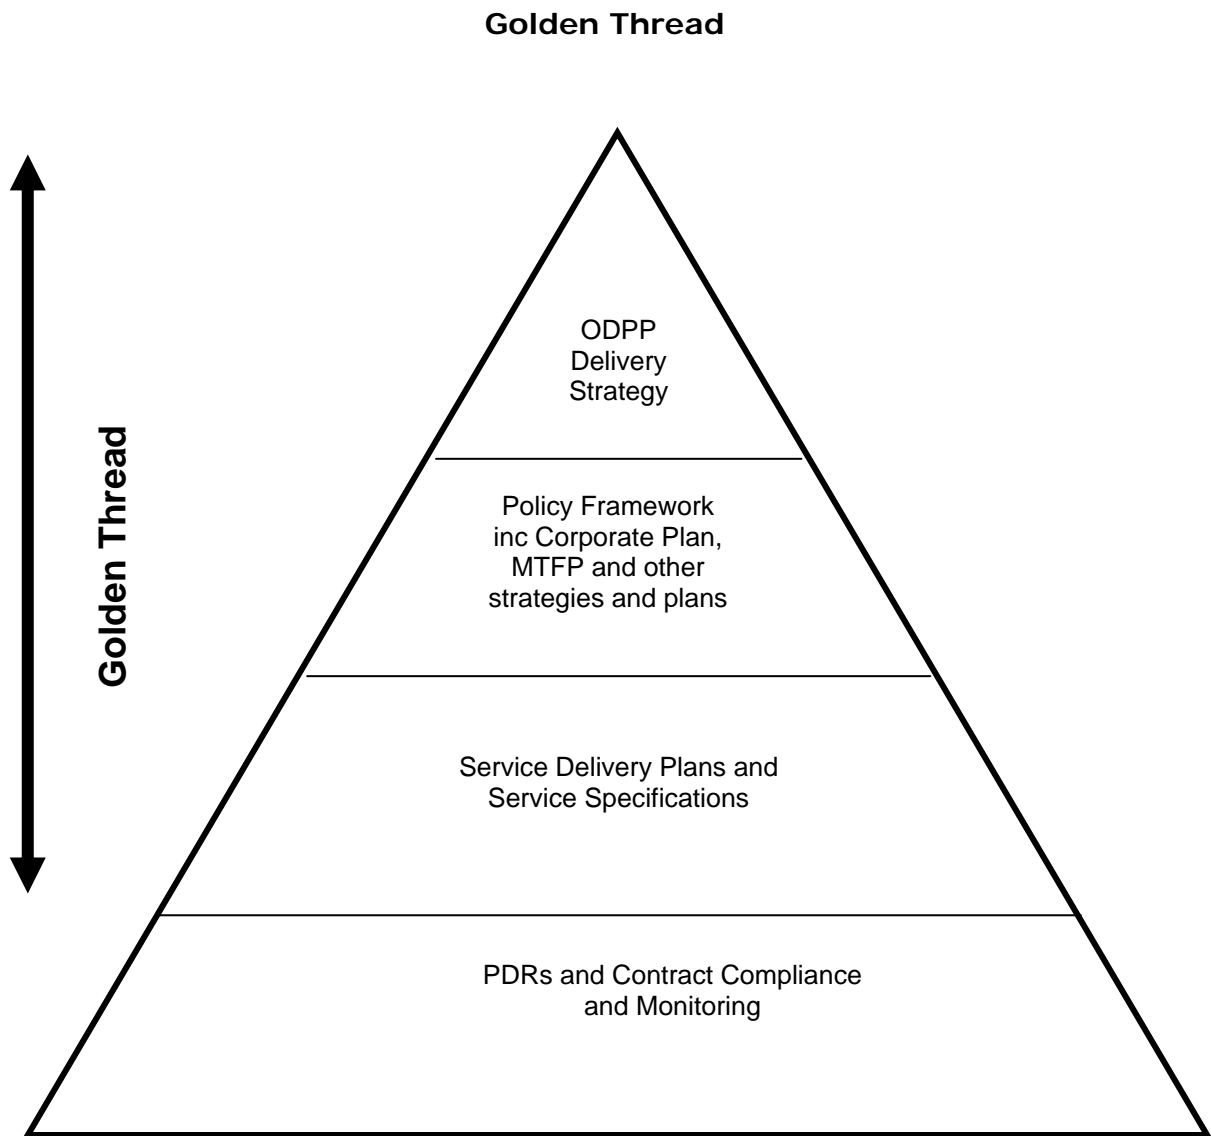 Golden Thread
Golden Thread
ODPP
Delivery
Strategy
Policy Framework
inc Corporate Plan,
MTFP and other
strategies and plans
Service Delivery Plans and
Service Specifications
PDRs and Contract Compliance
and Monitoring